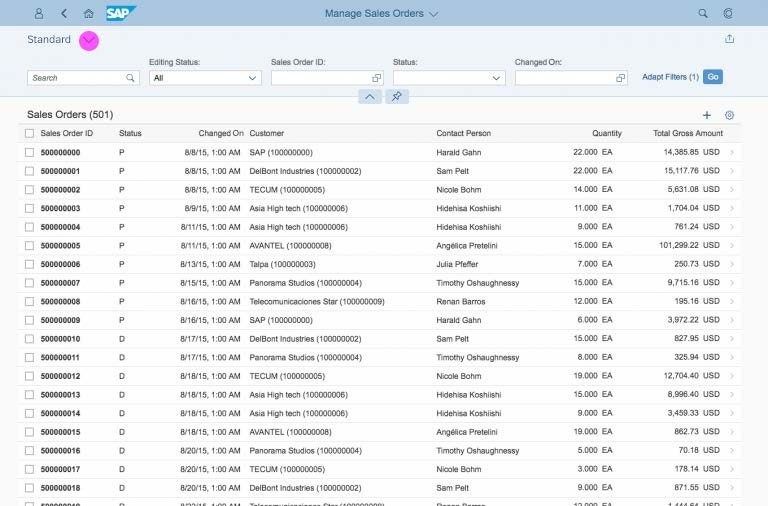 SAP
Manage Sales Orders
Standard
Editing Status: Sales Order ID: Status: Changed On:
Search All Adapt Filters (1) Go
Sales Orders (501)
Sales Order ID Status Changed On Customer Contact Person Quantity Total Gross Amount
500000000 P 8/8/15, 1:00 AM SAP (100000000) Harald Gahn 22.000 EA 14,385.85 USD
500000001 P 8/8/15, 1:00 AM DelBont Industries (100000002) Sam Pelt 22.000 EA 15,117.76 USD
500000002 P 8/8/15, 1:00 AM TECUM (100000005) Nicole Bohm 14.000 EA 5,631.08 USD
500000003 P 8/9/15, 1:00 AM Asia High tech (100000006) Hidehisa Koshiishi 11.000 EA 1,704.04 USD
500000004 P 8/11/15, 1:00 AM Asia High tech (100000006) Hidehisa Koshiishi 9.000 EA 761.24 USD
500000005 P 8/11/15, 1:00 AM AVANTEL (100000008) Angélica Pretelini 15.000 EA 101,299.22 USD
500000006 P 8/13/15, 1:00 AM Talpa (100000003) Julia Pfeffer 7.000 EA 250.73 USD
500000007 P 8/15/15, 1:00 AM Panorama Studios (100000004) Timothy Oshaughnessy 15.000 EA 9,715.16 USD
500000008 P 8/16/15, 1:00 AM Telecomunicaciones Star (100000009) Renan Barros 12.000 EA 195.16 USD
500000009 P 8/16/15, 1:00 AM SAP (100000000) Harald Gahn 6.000 EA 3,972.22 USD
500000010 D 8/17/15, 1:00 AM DelBont Industries (100000002) Sam Pelt 15.000 EA 827.95 USD
500000011 D 8/17/15, 1:00 AM Panorama Studios (100000004) Timothy Oshaughnessy 8.000 EA 325.94 USD
500000012 D 8/18/15, 1:00 AM TECUM (100000005) Nicole Bohm 19.000 EA 12,704.40 USD
500000013 D 8/18/15, 1:00 AM Asia High tech (100000006) Hidehisa Koshiishi 15.000 EA 8,996.40 USD
500000014 D 8/18/15, 1:00 AM Asia High tech (100000006) Hidehisa Koshiishi 9.000 EA 3,459.33 USD
500000015 D 8/18/15, 1:00 AM AVANTEL (100000008) Angélica Pretelini 19.000 EA 862.73 USD
500000016 D 8/20/15, 1:00 AM Panorama Studios (100000004) Timothy Oshaughnessy 5.000 EA 70.18 USD
500000017 D 8/20/15, 1:00 AM TECUM (100000005) Nicole Bohm 3.000 EA 178.14 USD
500000018 D 8/20/15, 1:00 AM DelBont Industries (100000002) Sam Pelt 9.000 EA 871.55 USD